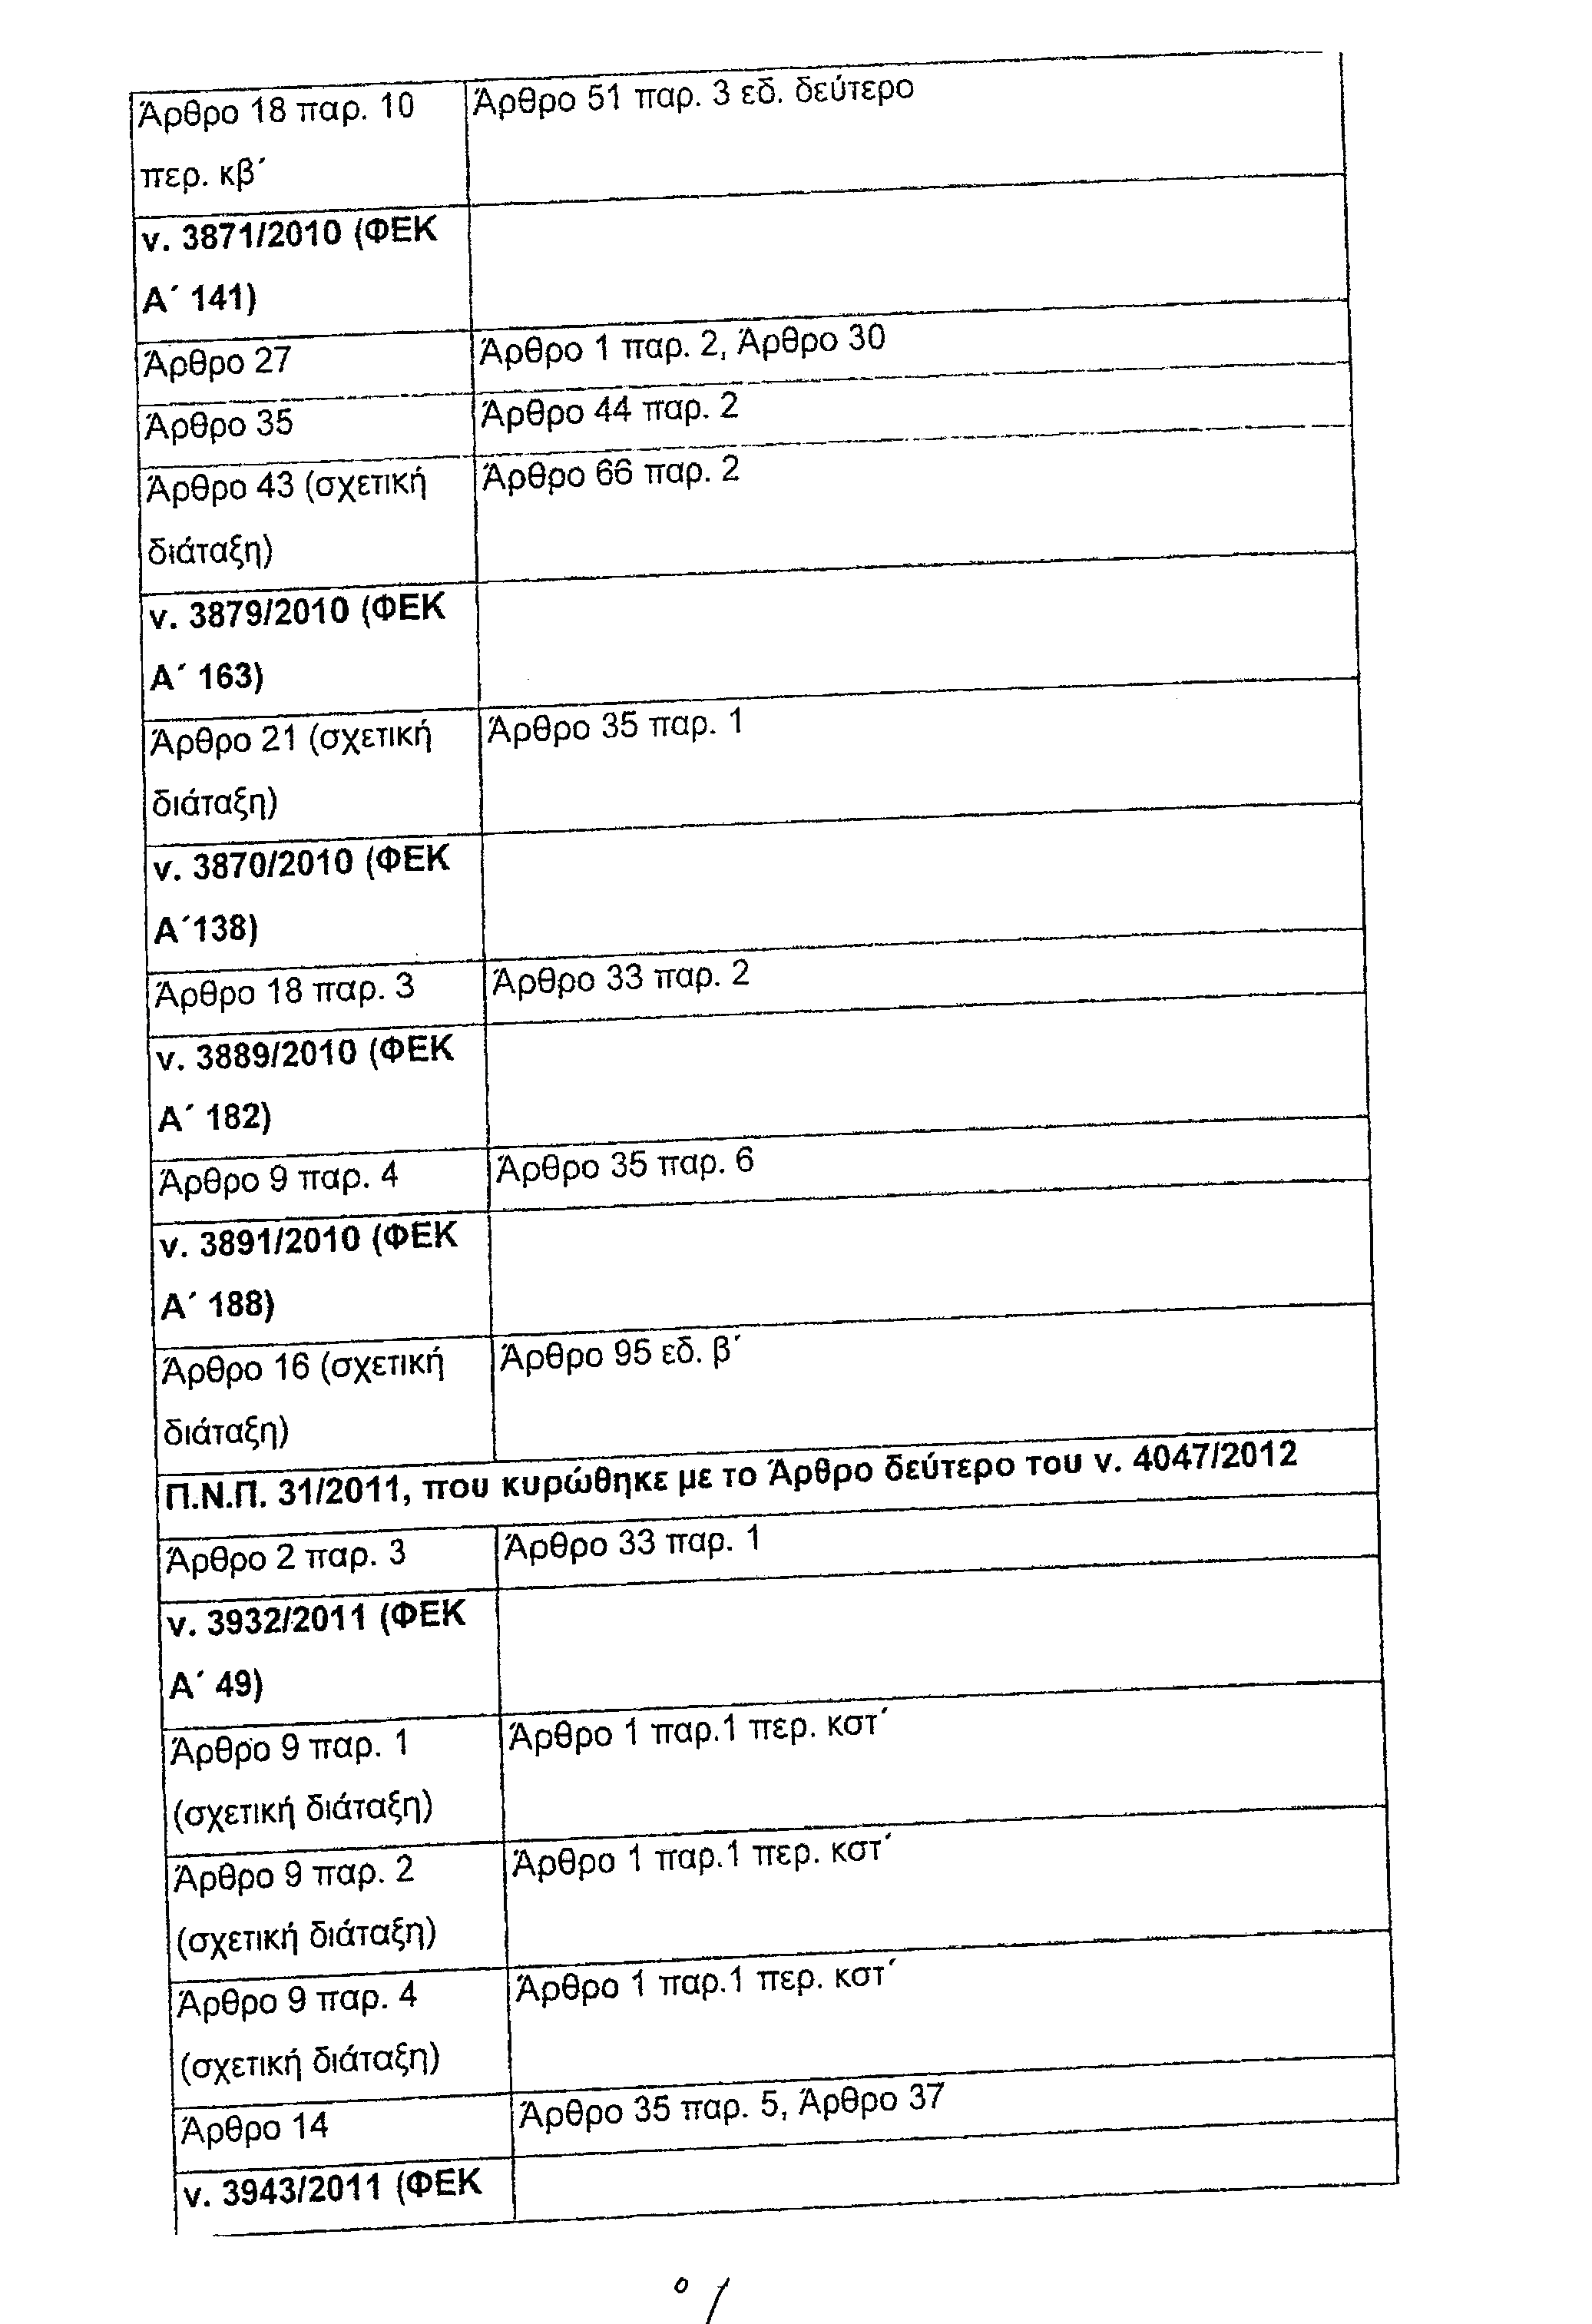 Άρθρο 18 παρ. 10 Άρθρο 51 παρ. 3 εδ. δεύτερο
περ. κβ΄
ν. 3871/2010 (ΦΕΚ
Α΄ 141)
Άρθρο 27 Άρθρο 1 παρ. 2, Άρθρο 30
Άρθρο 35 Άρθρο 44 παρ. 2
Άρθρο 43 (σχετική Άρθρο 66 παρ. 2
διάταξη)
ν. 3879/2010 (ΦΕΚ
Α΄ 163)
Άρθρο 21 (σχετική Άρθρο 35 παρ. 1
διάταξη)
ν. 3870/2010 (ΦΕΚ
Α΄138)
Άρθρο 18 παρ. 3 Άρθρο 33 παρ. 2
ν. 3889/2010 (ΦΕΚ
Α΄ 182)
Άρθρο 9 παρ. 4 Άρθρο 35 παρ. 6
ν. 3891/2010 (ΦΕΚ
Α΄ 188)
Άρθρο 16 (σχετική Άρθρο 95 εδ. β΄
διάταξη)
Π.Ν.Π. 31/2011, που κυρώθηκε με το Άρθρο δεύτερο του ν. 4047/2012
Άρθρο 2 παρ. 3 Άρθρο 33 παρ. 1
ν. 3932/2011 (ΦΕΚ
Α΄ 49)
Άρθρο 9 παρ. 1 Άρθρο 1 παρ.1 περ. κστ΄
(σχετική διάταξη)
Άρθρο 9 παρ. 2 Άρθρο 1 παρ.1 περ. κστ΄
(σχετική διάταξη)
Άρθρο 9 παρ. 4 Άρθρο 1 παρ.1 περ. κστ΄
(σχετική διάταξη)
Άρθρο 14 Άρθρο 35 παρ. 5, Άρθρο 37
ν. 3943/2011 (ΦΕΚ